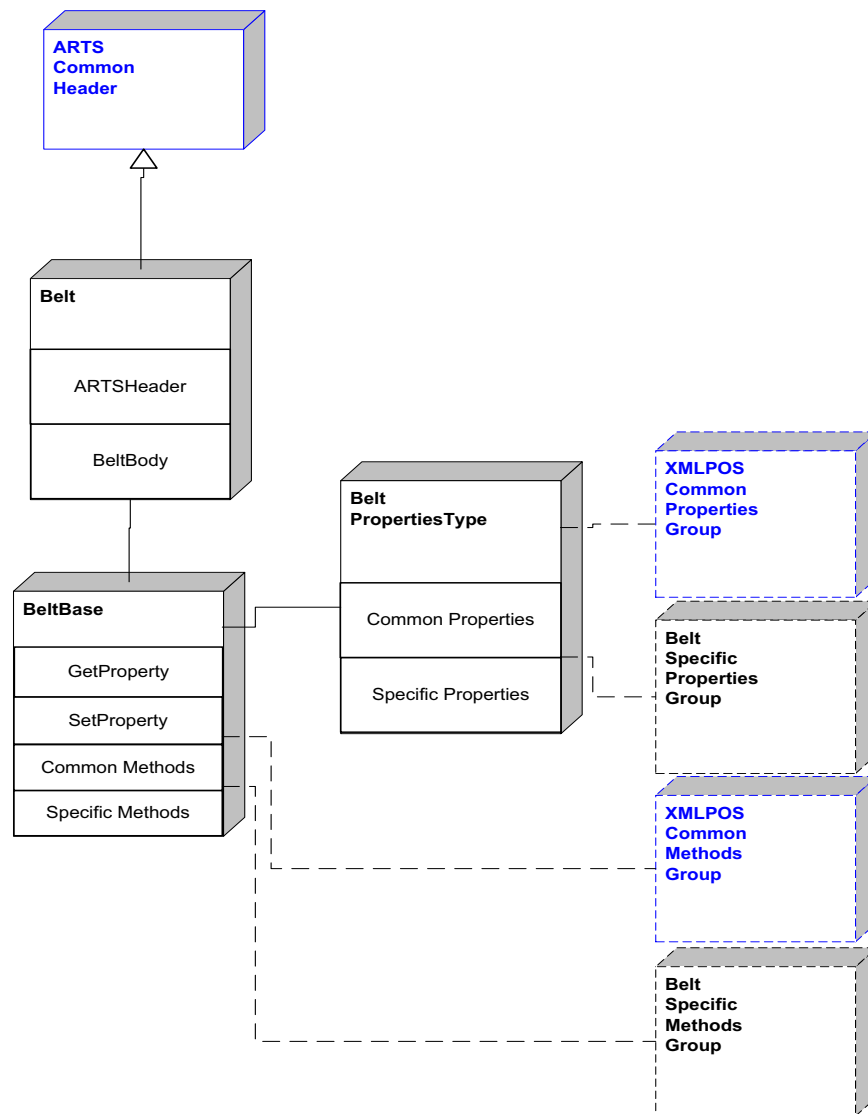 ARTS
Common
Header
Belt
ARTSHeader
BeltBody
BeltBase
GetProperty
SetProperty
Common Methods
Specific Methods
Belt
PropertiesType
Common Properties
Specific Properties
XMLPOS
Common
Properties
Group
Belt
Specific
Properties
Group
XMLPOS
Common
Methods
Group
Belt
Specific
Methods
Group